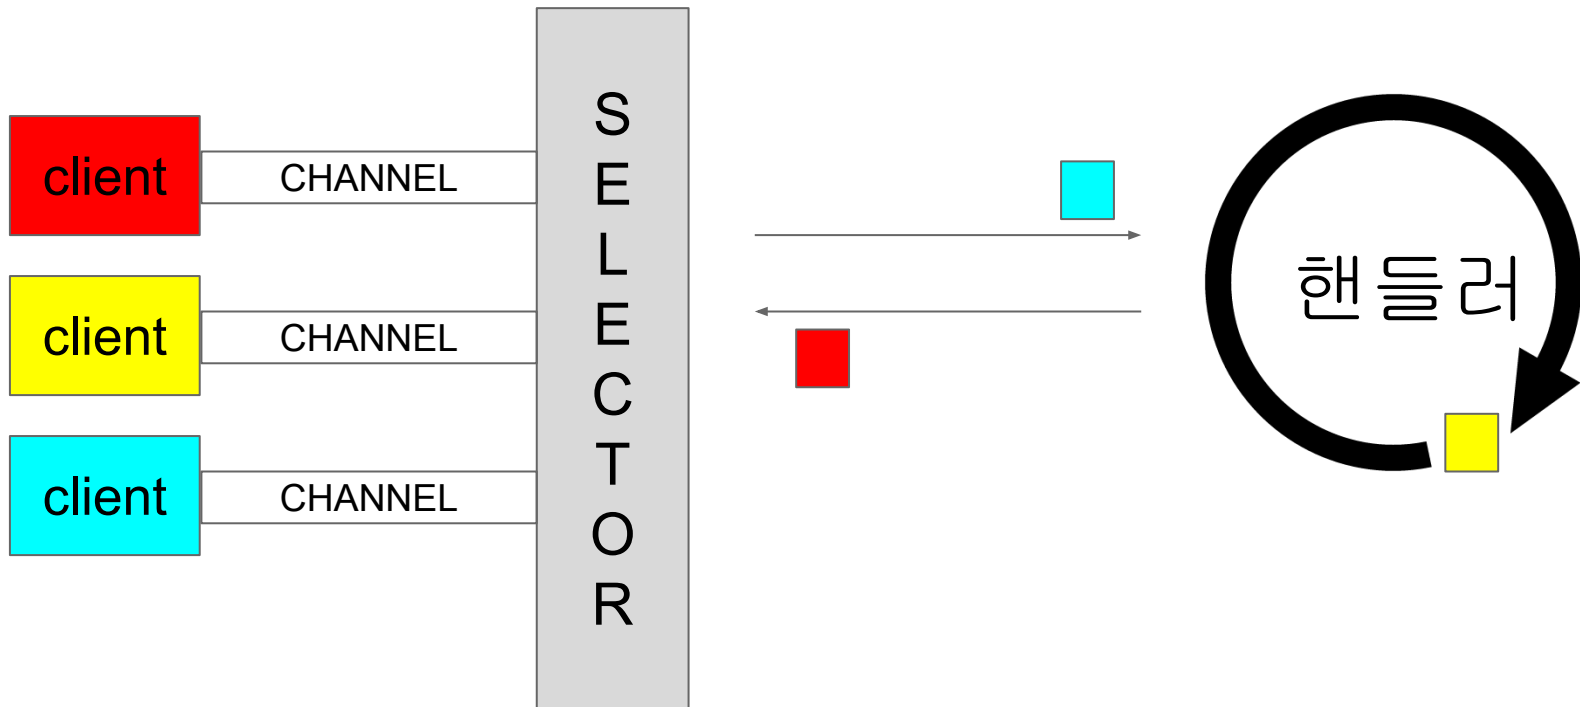 client
CHANNEL
client
CHANNEL
client
CHANNEL
SELECTOR
핸들러